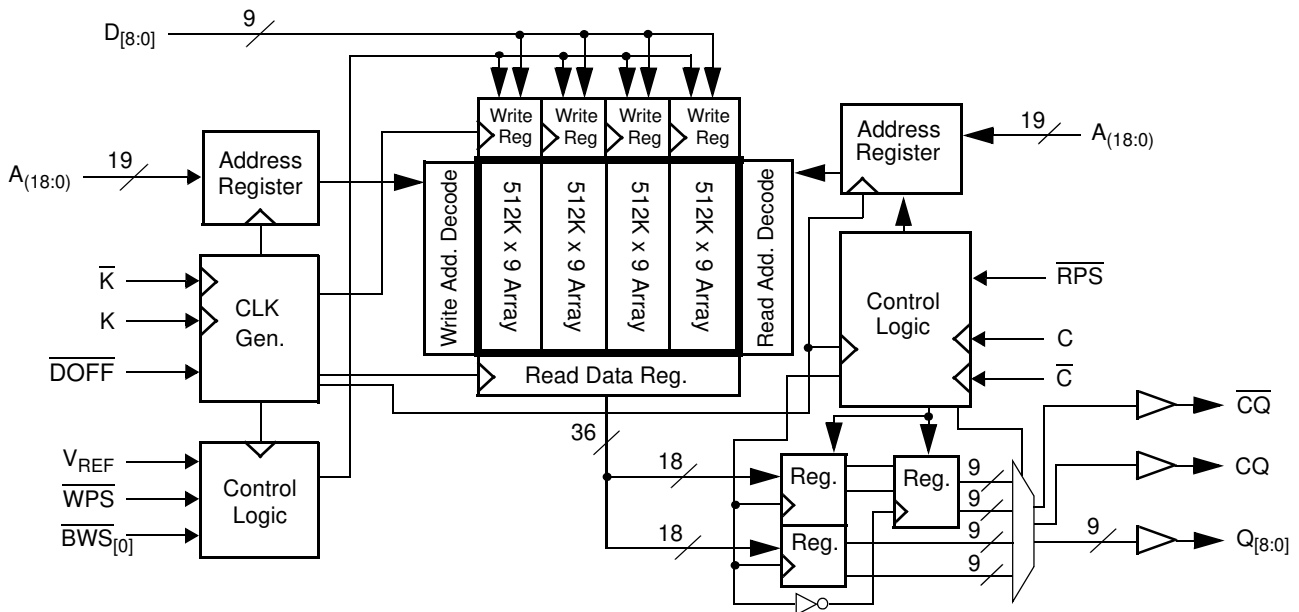 D[8:0]
9
Write
Reg
Write
Reg
Write
Reg
Write
Reg
A(18:0)
19
Address
Register
Write Add. Decode
512K x 9 Array
512K x 9 Array
512K x 9 Array
512K x 9 Array
Read Add. Decode
Address
Register
19
A(18:0)
K
K
DOFF
CLK
Gen.
Control
Logic
RPS
C
C
Read Data Reg.
VREF
WPS
BWS[0]
Control
Logic
36
18
18
Reg.
Reg.
Reg.
9
9
9
9
9
CQ
CQ
Q[8:0]